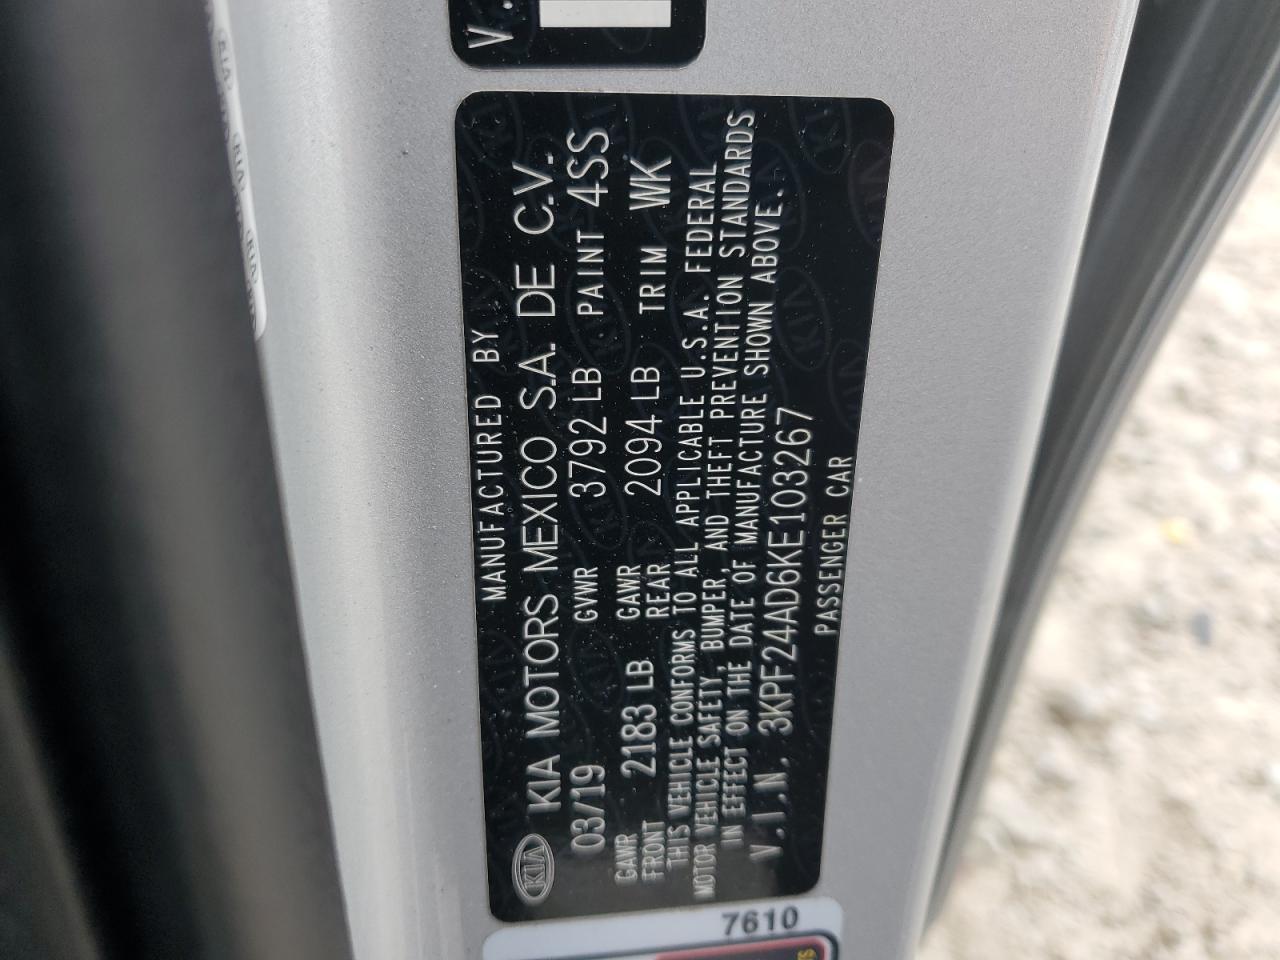 V.
MANUFACTURED BY
KIA KIA MOTORS MEXICO S.A. DE C.V.
03/19 GVWR 3792 LB PAINT 4SS
GAWR FRONT 2183 LB GAWR REAR 2094 LB TRIM WK
THIS VEHICLE CONFORMS TO ALL APPLICABLE U.S.A. FEDERAL
MOTOR VEHICLE SAFETY, BUMPER, AND THEFT PREVENTION STANDARDS
IN EFFECT ON THE DATE OF MANUFACTURE SHOWN ABOVE.
V.I.N. 3KPF24AD6KE103267
PASSENGER CAR
7610